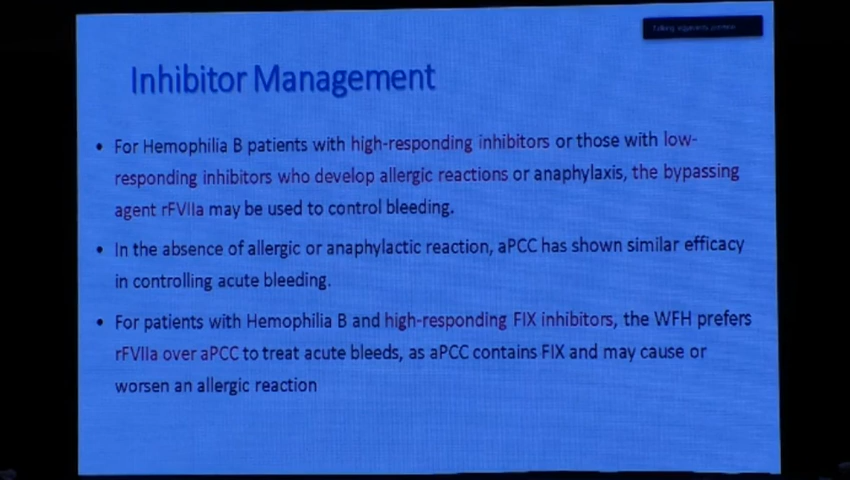 Inhibitor Management
• For Hemophilia B patients with high-responding inhibitors or those with low-
responding inhibitors who develop allergic reactions or anaphylaxis, the bypassing
agent rFVIIa may be used to control bleeding.
• In the absence of allergic or anaphylactic reaction, aPCC has shown similar efficacy
in controlling acute bleeding.
• For patients with Hemophilia B and high-responding FIX inhibitors, the WFH prefers
rFVIIa over aPCC to treat acute bleeds, as aPCC contains FIX and may cause or
worsen an allergic reaction